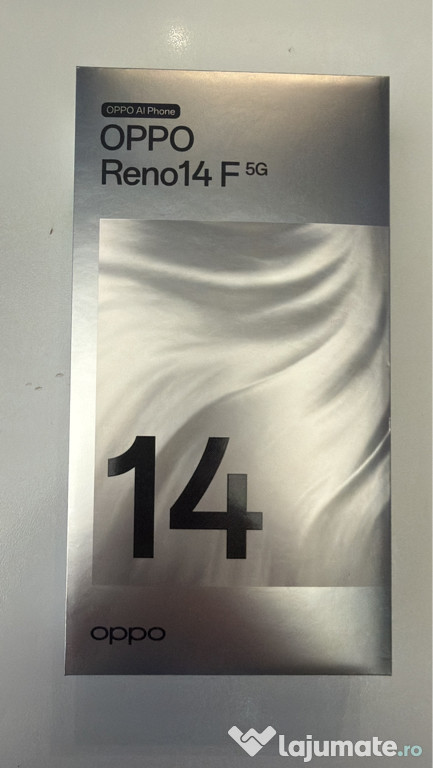 OPPO AI Phone
OPPO
Reno14 F 5G
14
oppo
lajumate.ro